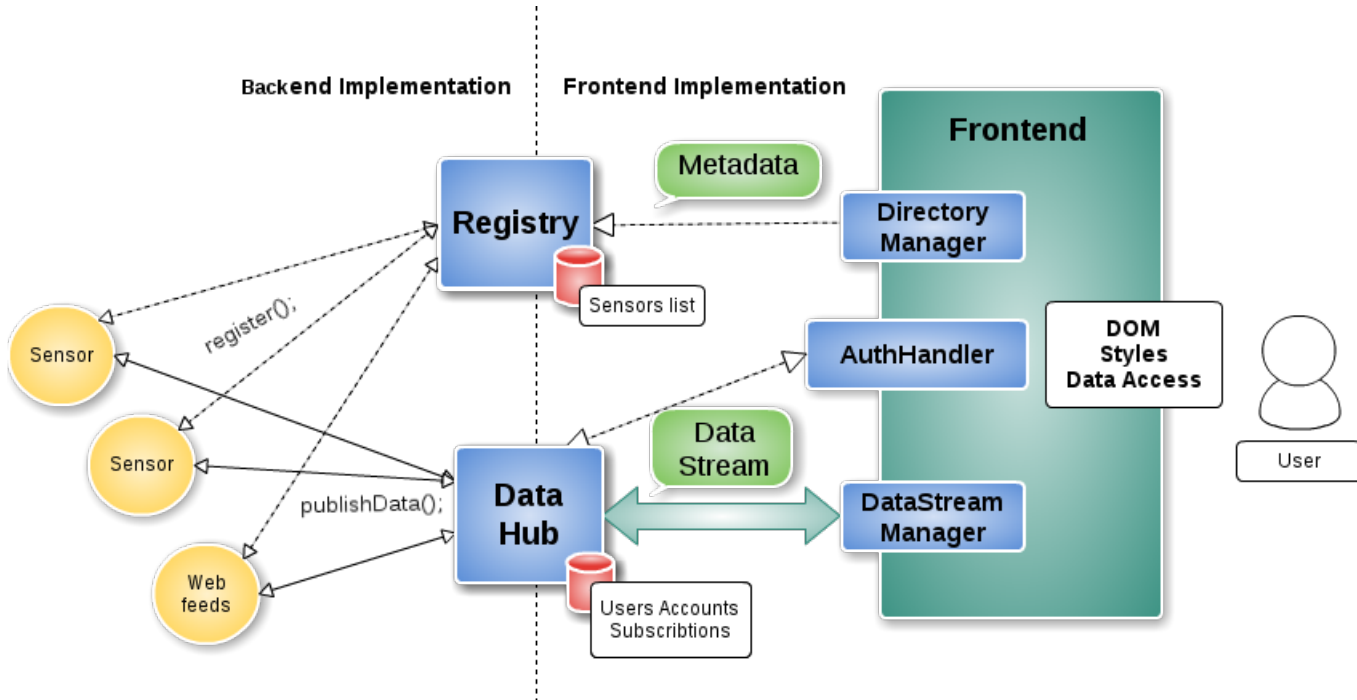 Backend Implementation
Frontend Implementation
Frontend
Metadata
Registry
Directory
Manager
Sensors list
register();
Sensor
AuthHandler
DOM
Styles
Data Access
Sensor
Data
Stream
User
publishData();
Data
Hub
DataStream
Manager
Web
feeds
Users Accounts
Subscribtions